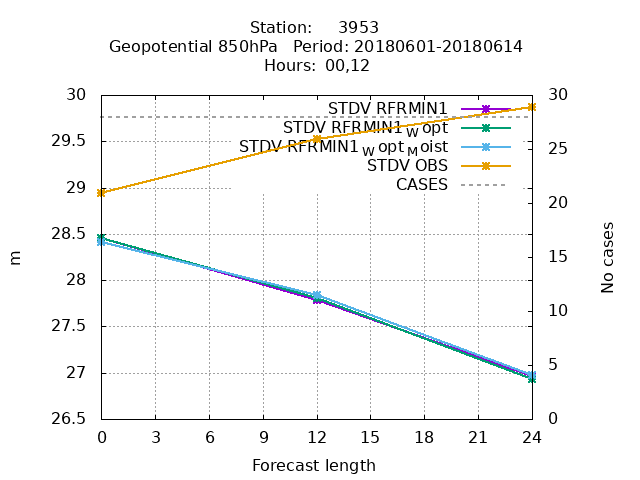 Station: 3953
Geopotential 850hPa Period: 20180601-20180614
Hours: 00,12
30
29.5
29
28.5
28
27.5
27
26.5
30
25
20
15
10
5
0
m
No cases
STDV RFRMIN1
STDV RFRMIN1_W opt
STDV RFRMIN1_W opt_M oist
STDV OBS
CASES
0 3 6 9 12 15 18 21 24
Forecast length